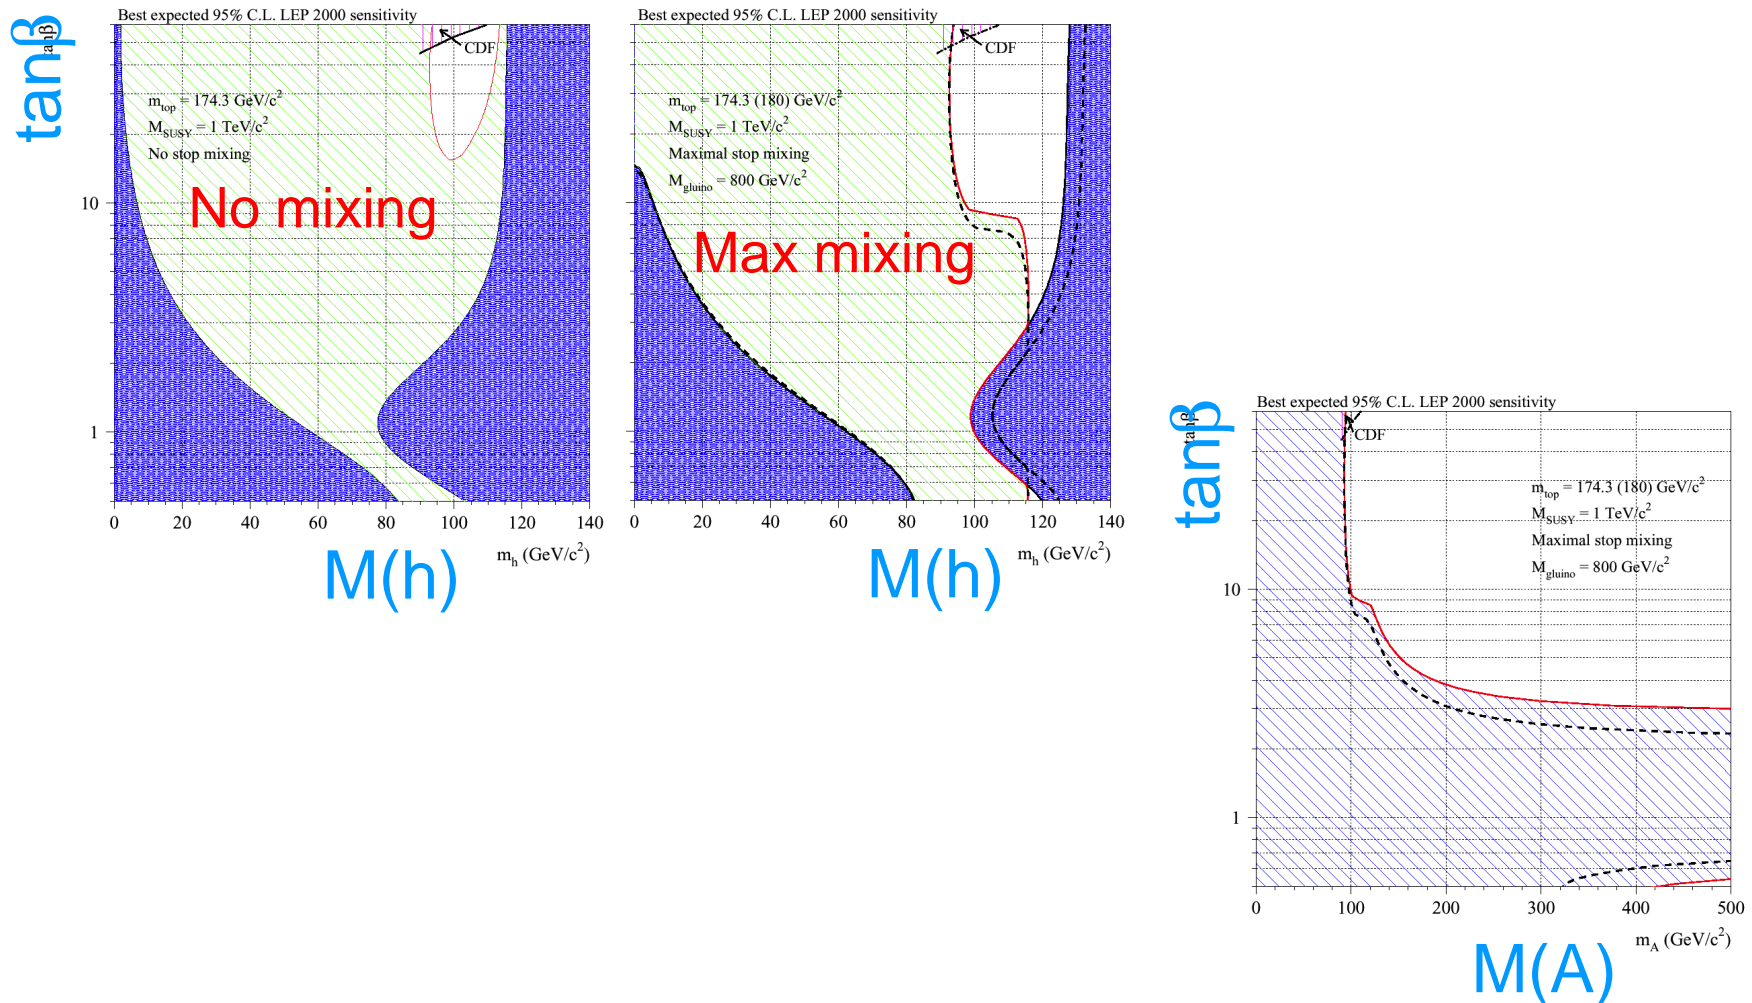 Best expected 95% C.L. LEP 2000 sensitivity
tanβ
tanβ
CDF
m_top = 174.3 GeV/c²
M_SUSY = 1 TeV/c²
No stop mixing
No mixing
10
1
0 20 40 60 80 100 120 140
m_h (GeV/c²)
M(h)
Best expected 95% C.L. LEP 2000 sensitivity
CDF
m_top = 174.3 (180) GeV/c²
M_SUSY = 1 TeV/c²
Maximal stop mixing
M_gluino = 800 GeV/c²
Max mixing
0 20 40 60 80 100 120 140
m_h (GeV/c²)
M(h)
Best expected 95% C.L. LEP 2000 sensitivity
tanβ
tanβ
CDF
m_top = 174.3 (180) GeV/c²
M_SUSY = 1 TeV/c²
Maximal stop mixing
M_gluino = 800 GeV/c²
10
1
0 100 200 300 400 500
m_A (GeV/c²)
M(A)